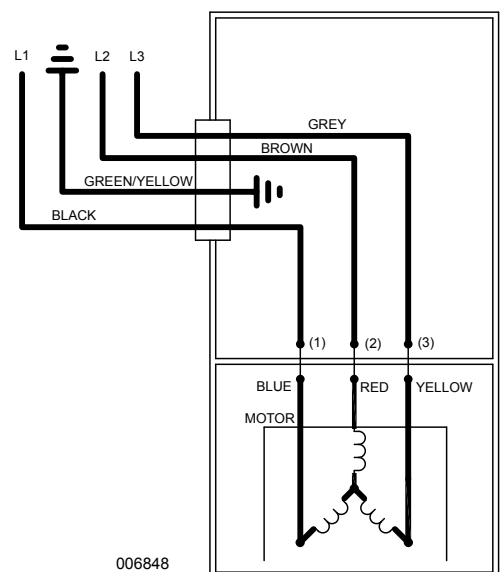 L1 L2 L3
GREY
BROWN
GREEN/YELLOW
BLACK
(1) (2) (3)
BLUE RED YELLOW
MOTOR
006848